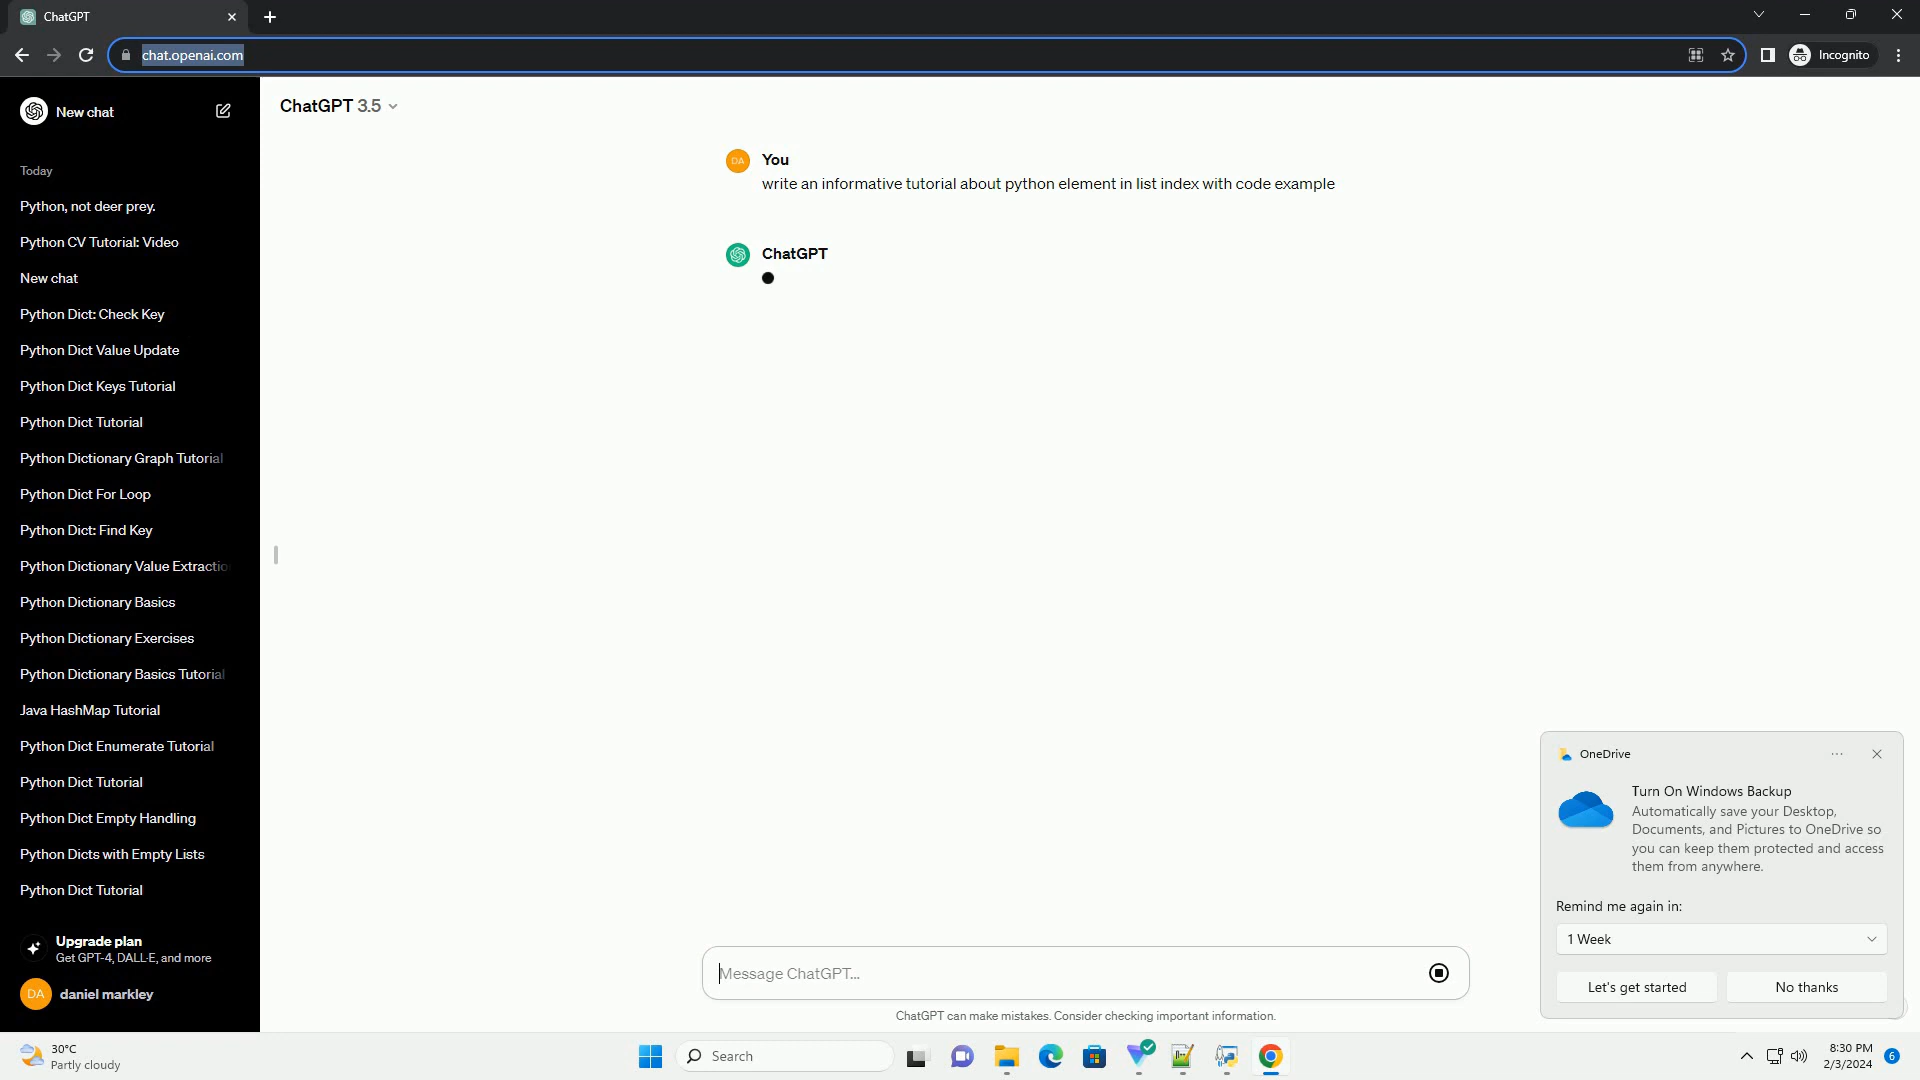 ChatGPT
chat.openai.com
Incognito
New chat
Today
Python, not deer prey.
Python CV Tutorial: Video
New chat
Python Dict: Check Key
Python Dict Value Update
Python Dict Keys Tutorial
Python Dict Tutorial
Python Dictionary Graph Tutorial
Python Dict For Loop
Python Dict: Find Key
Python Dictionary Value Extractio
Python Dictionary Basics
Python Dictionary Exercises
Python Dictionary Basics Tutorial
Java HashMap Tutorial
Python Dict Enumerate Tutorial
Python Dict Tutorial
Python Dict Empty Handling
Python Dicts with Empty Lists
Python Dict Tutorial
Upgrade plan
Get GPT-4, DALL·E, and more
DA daniel markley
ChatGPT 3.5
DA You
write an informative tutorial about python element in list index with code example
ChatGPT
Message ChatGPT...
ChatGPT can make mistakes. Consider checking important information.
OneDrive
Turn On Windows Backup
Automatically save your Desktop,
Documents, and Pictures to OneDrive so
you can keep them protected and access
them from anywhere.
Remind me again in:
1 Week
Let's get started
No thanks
30°C
Partly cloudy
Search
8:30 PM
2/3/2024
6